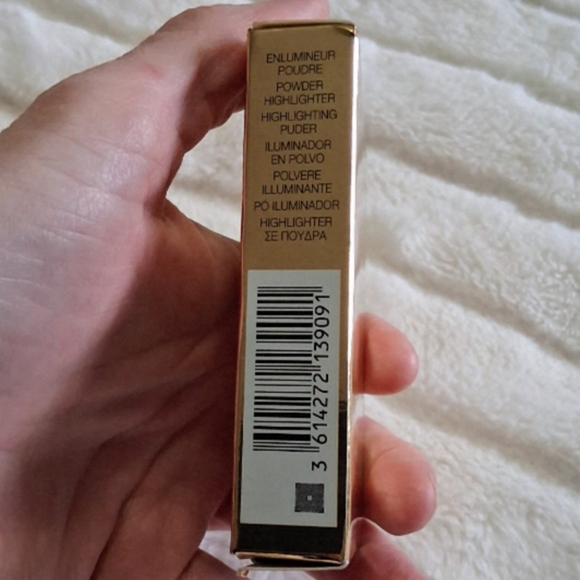 ENLUMINEUR
POUDRE
POWDER
HIGHLIGHTER
HIGHLIGHTING
PUDER
ILUMINADOR
EN POLVO
POLVERE
ILLUMINANTE
PÓ ILUMINADOR
HIGHLIGHTER
ΣΕ ΠΟΥΔΡΑ
3 614272 139091